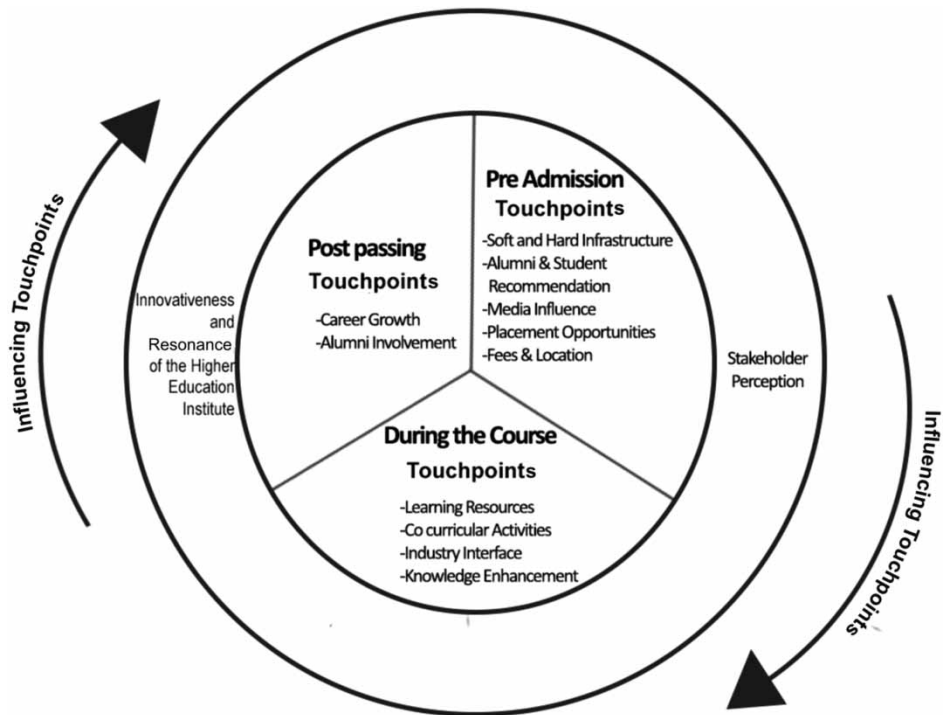 Influencing Touchpoints
Innovativeness
and
Resonance
of the Higher
Education
Institute
Post passing
Touchpoints
-Career Growth
-Alumni Involvement
Pre Admission
Touchpoints
-Soft and Hard Infrastructure
-Alumni & Student
Recommendation
-Media Influence
-Placement Opportunities
-Fees & Location
During the Course
Touchpoints
-Learning Resources
-Co curricular Activities
-Industry Interface
-Knowledge Enhancement
Stakeholder
Perception
Influencing Touchpoints